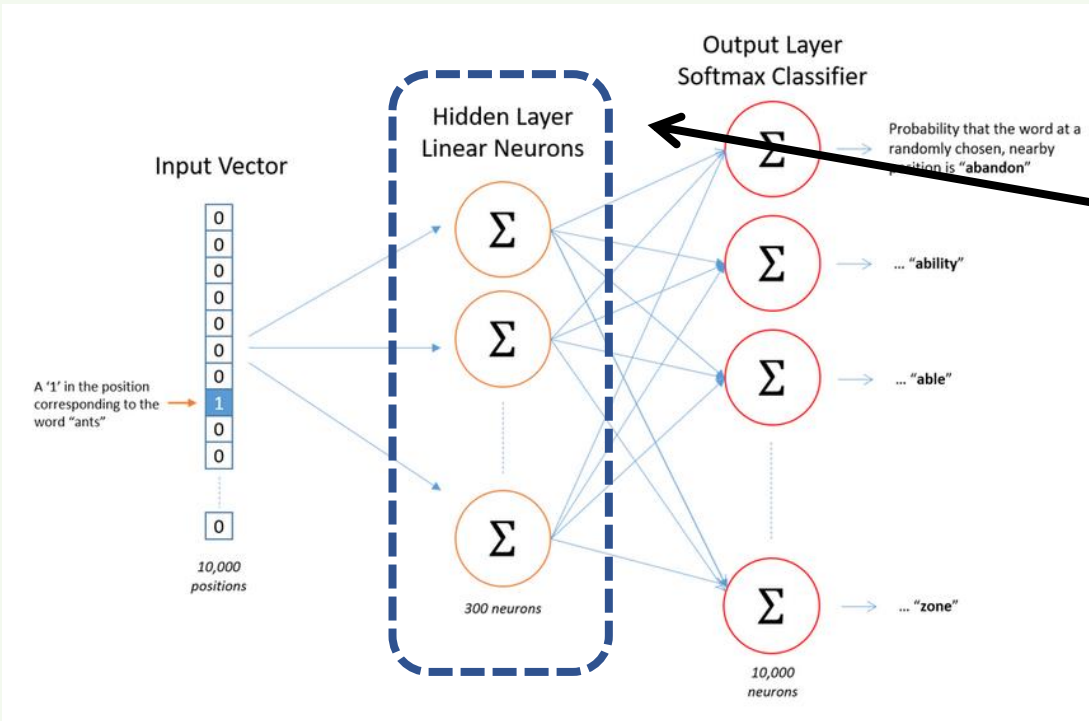 Output Layer
Softmax Classifier
Hidden Layer
Linear Neurons
Input Vector
0
0
0
0
0
0
0
1
0
0
0
A ‘1’ in the position
corresponding to the
word “ants”
10,000
positions
Σ
Σ
Σ
300 neurons
Σ
Σ
Σ
Σ
10,000
neurons
Probability that the word at a
randomly chosen, nearby
position is “abandon”
... “ability”
... “able”
... “zone”